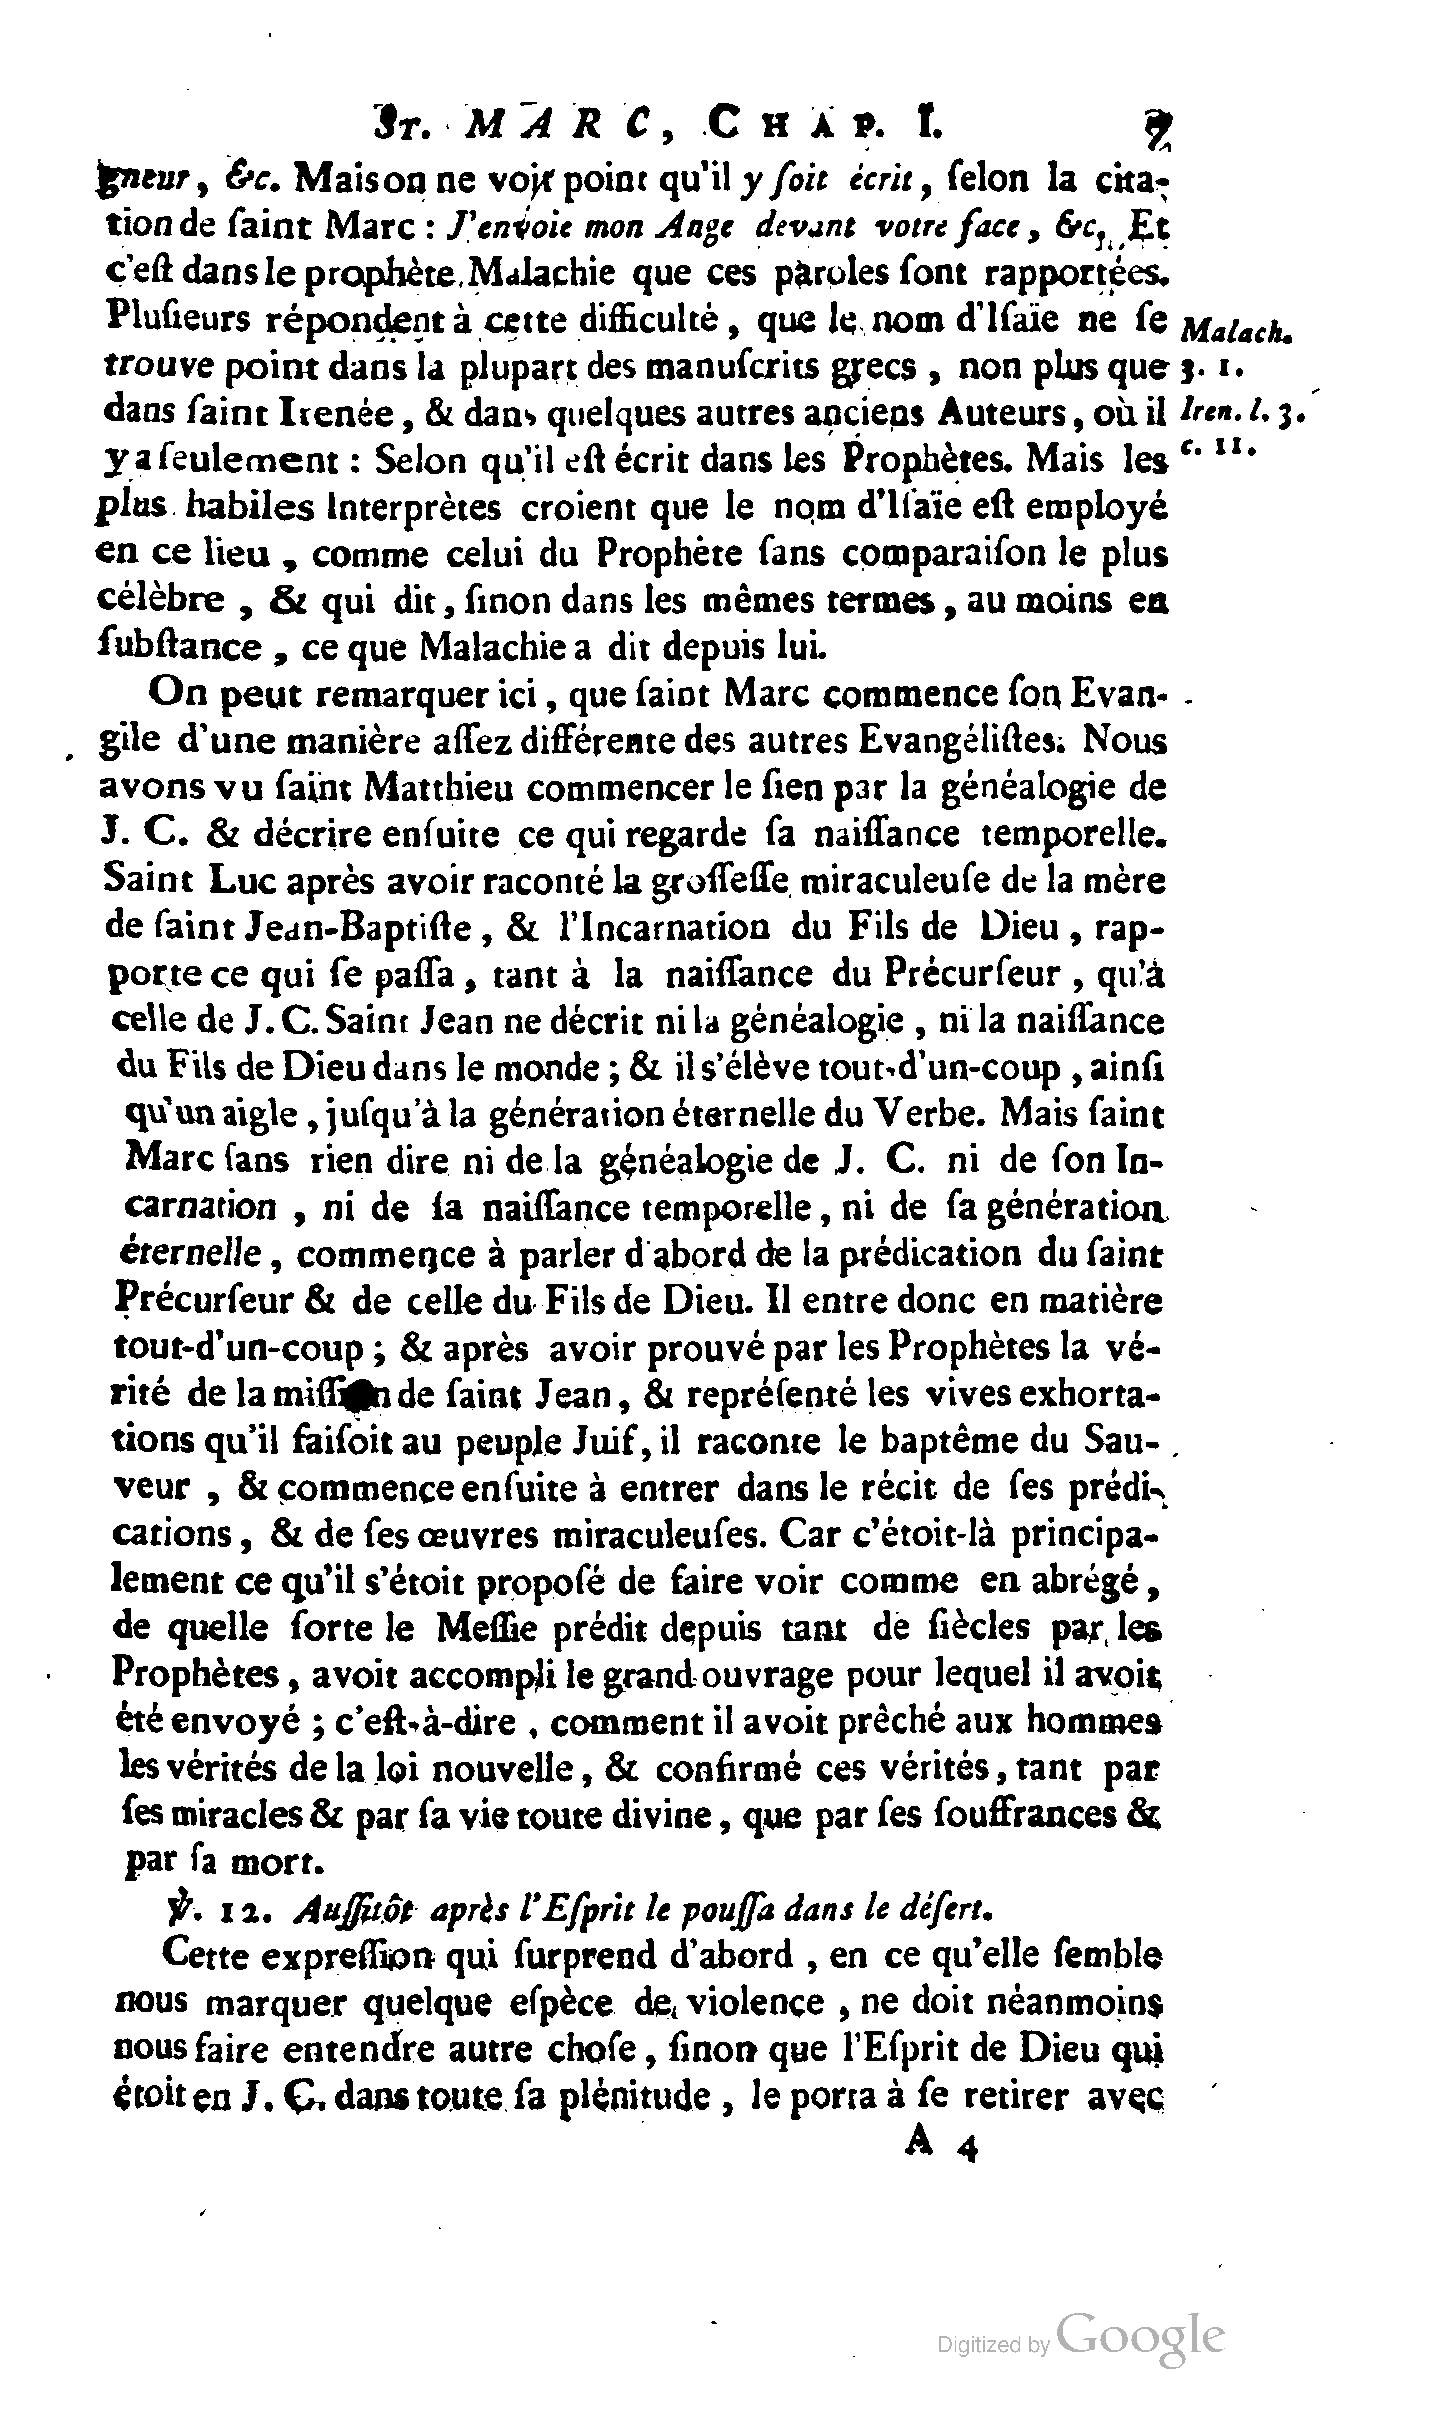 ST. MARC, CHAP. I. 7
gneur, &c. Mais on ne voit point qu'il y ſoit écrit, ſelon la cita-
tion de ſaint Marc : J'envoie mon Ange devant votre face, &c. Et
c'eſt dans le prophète Malachie que ces paroles ſont rapportées.
Pluſieurs répondent à cette difficulté, que le nom d'Iſaïe ne ſe
Malach.
trouve point dans la plupart des manuſcrits grecs, non plus que
3. 1.
dans ſaint Irenée, & dans quelques autres anciens Auteurs, où il
Iren. l. 3.
y a ſeulement : Selon qu'il eſt écrit dans les Prophètes. Mais les
c. 11.
plus habiles Interprètes croient que le nom d'Iſaïe eſt employé
en ce lieu, comme celui du Prophète ſans comparaiſon le plus
célèbre, & qui dit, ſinon dans les mêmes termes, au moins en
ſubſtance, ce que Malachie a dit depuis lui.
On peut remarquer ici, que ſaint Marc commence ſon Evan-
gile d'une manière aſſez différente des autres Evangéliſtes. Nous
avons vu ſaint Matthieu commencer le ſien par la généalogie de
J. C. & décrire enſuite ce qui regarde ſa naiſſance temporelle.
Saint Luc après avoir raconté la groſſeſſe miraculeuſe de la mère
de ſaint Jean-Baptiſte, & l'Incarnation du Fils de Dieu, rap-
porte ce qui ſe paſſa, tant à la naiſſance du Précurſeur, qu'à
celle de J. C. Saint Jean ne décrit ni la généalogie, ni la naiſſance
du Fils de Dieu dans le monde ; & il s'élève tout-d'un-coup, ainſi
qu'un aigle, juſqu'à la génération éternelle du Verbe. Mais ſaint
Marc ſans rien dire ni de la généalogie de J. C. ni de ſon In-
carnation, ni de ſa naiſſance temporelle, ni de ſa génération
éternelle, commence à parler d'abord de la prédication du ſaint
Précurſeur & de celle du Fils de Dieu. Il entre donc en matière
tout-d'un-coup ; & après avoir prouvé par les Prophètes la vé-
rité de la miſſion de ſaint Jean, & repréſenté les vives exhorta-
tions qu'il faiſoit au peuple Juif, il raconte le baptême du Sau-
veur, & commence enſuite à entrer dans le récit de ſes prédi-
cations, & de ſes œuvres miraculeuſes. Car c'étoit-là principa-
lement ce qu'il s'étoit propoſé de faire voir comme en abrégé,
de quelle ſorte le Meſſie prédit depuis tant de ſiècles par les
Prophètes, avoit accompli le grand ouvrage pour lequel il avoit
été envoyé ; c'eſt-à-dire, comment il avoit prêché aux hommes
les vérités de la loi nouvelle, & confirmé ces vérités, tant par
ſes miracles & par ſa vie toute divine, que par ſes ſouffrances &
par ſa mort.
℣. 12. Auſſitôt après l'Eſprit le pouſſa dans le déſert.
Cette expreſſion qui ſurprend d'abord, en ce qu'elle ſemble
nous marquer quelque eſpèce de violence, ne doit néanmoins
nous faire entendre autre choſe, ſinon que l'Eſprit de Dieu qui
étoit en J. C. dans toute ſa plénitude, le porta à ſe retirer avec
A 4
Digitized by Google